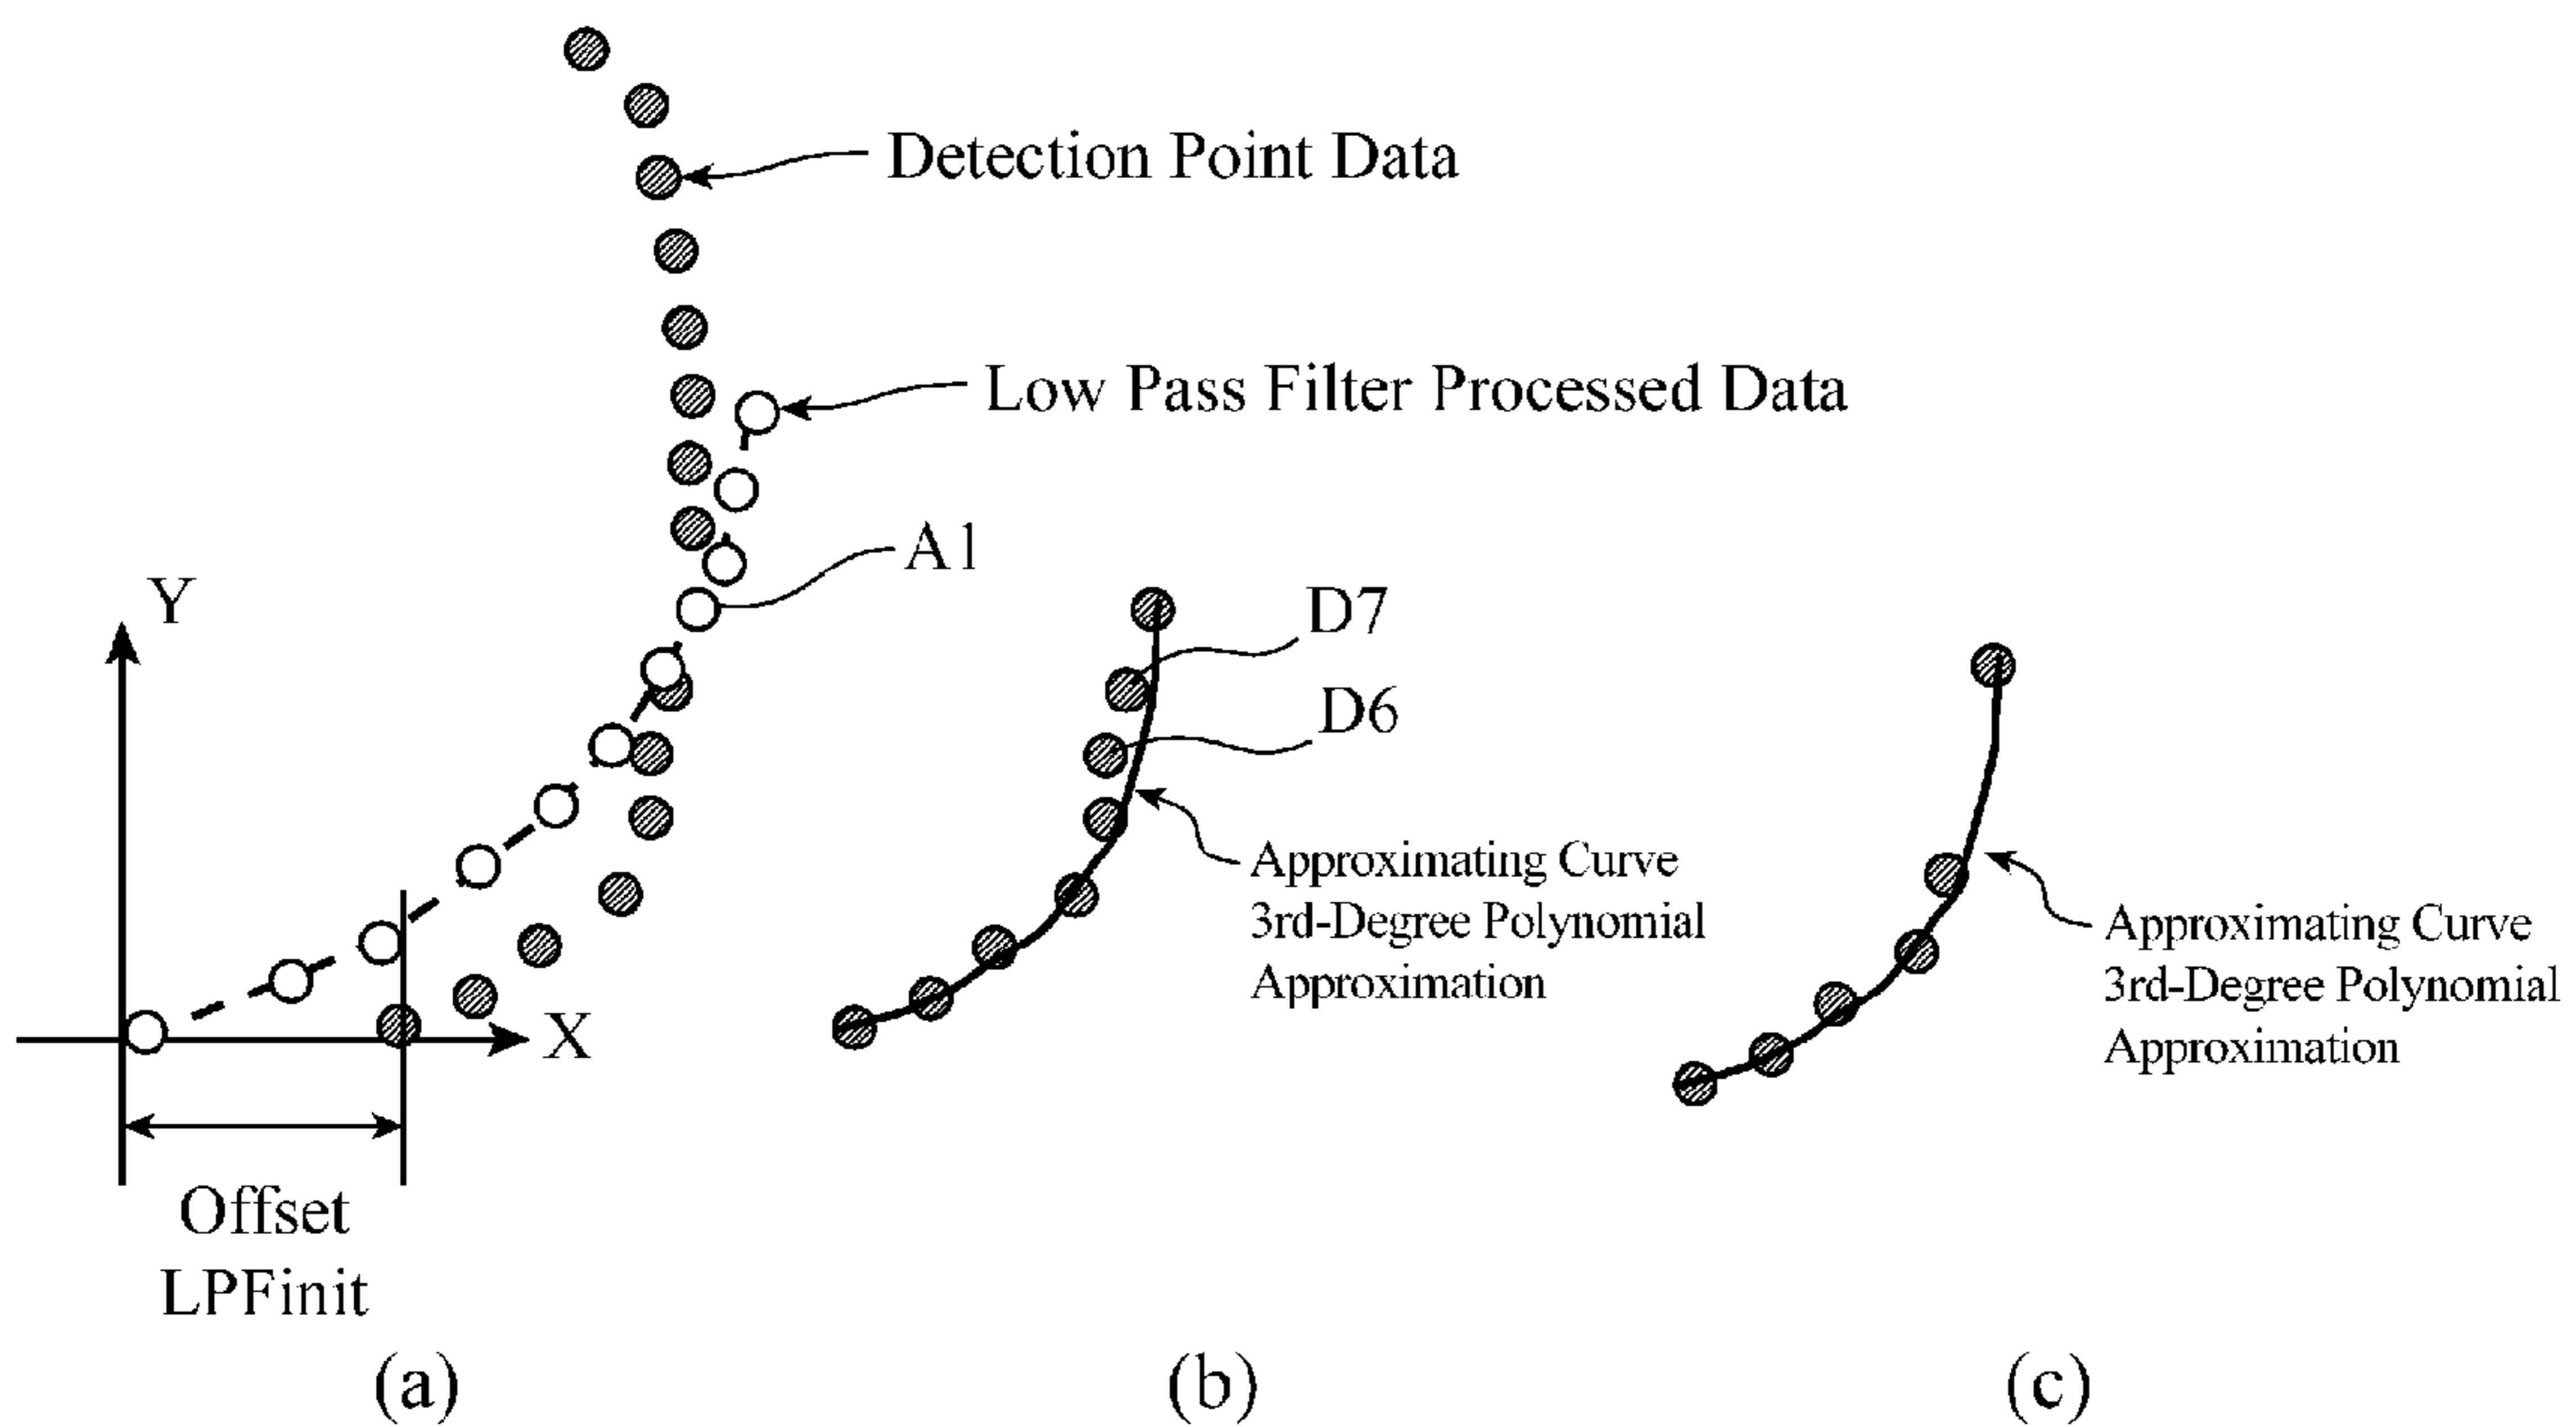 Detection Point Data
Low Pass Filter Processed Data
A1
Y
X
Offset
LPFinit
(a)
D7
D6
Approximating Curve
3rd-Degree Polynomial
Approximation
(b)
Approximating Curve
3rd-Degree Polynomial
Approximation
(c)